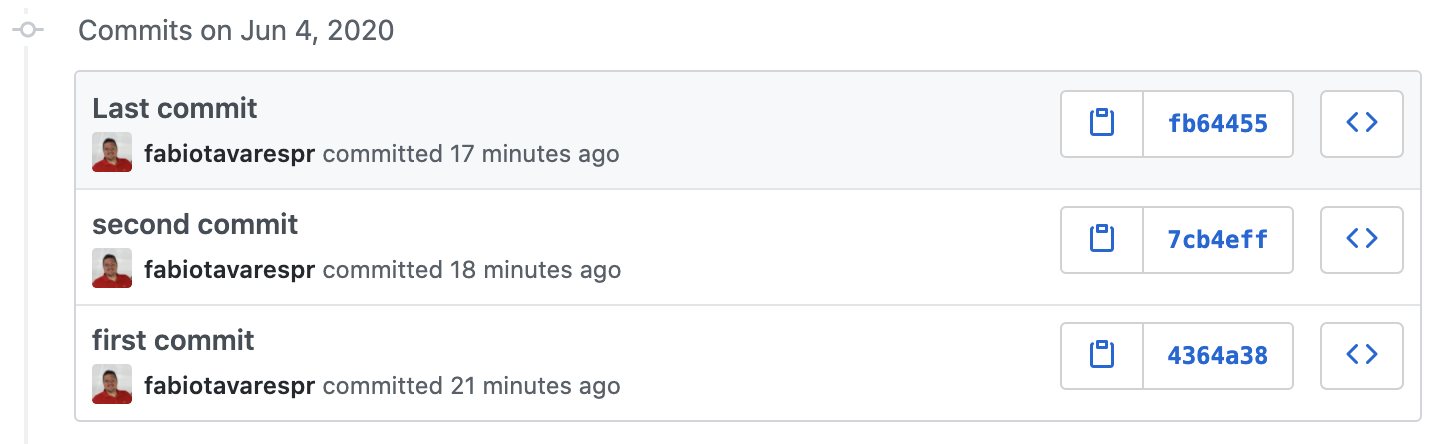 Commits on Jun 4, 2020
Last commit
fabiotavarespr committed 17 minutes ago
fb64455
second commit
fabiotavarespr committed 18 minutes ago
7cb4eff
first commit
fabiotavarespr committed 21 minutes ago
4364a38